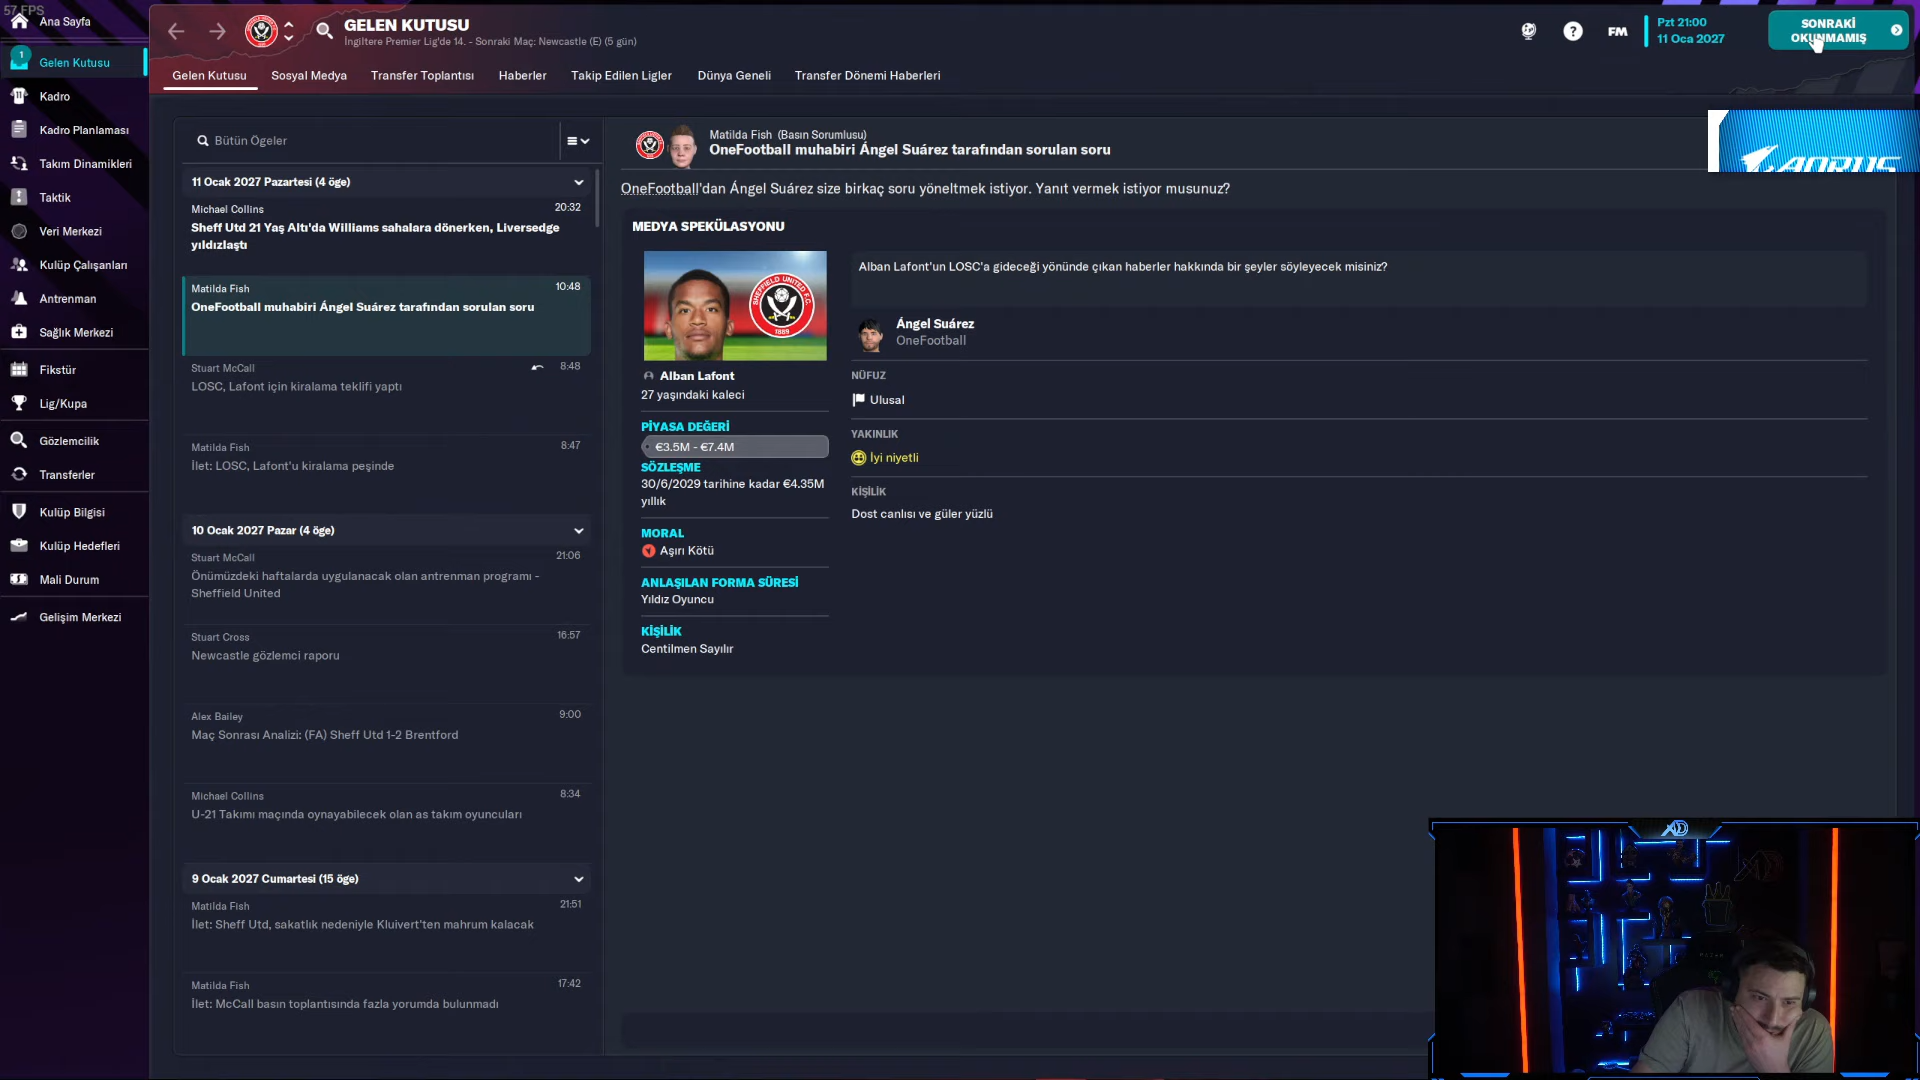 57 FPS
Ana Sayfa
1
Gelen Kutusu
Kadro
Kadro Planlaması
Takım Dinamikleri
Taktik
Veri Merkezi
Kulüp Çalışanları
Antrenman
Sağlık Merkezi
Fikstür
Lig/Kupa
Gözlemcilik
Transferler
Kulüp Bilgisi
Kulüp Hedefleri
Mali Durum
Gelişim Merkezi
GELEN KUTUSU
İngiltere Premier Lig'de 14. - Sonraki Maç: Newcastle (E) (5 gün)
FM
Pzt 21:00
11 Oca 2027
SONRAKİ
OKUNMAMIŞ
Gelen Kutusu
Sosyal Medya
Transfer Toplantısı
Haberler
Takip Edilen Ligler
Dünya Geneli
Transfer Dönemi Haberleri
Bütün Ögeler
11 Ocak 2027 Pazartesi (4 öge)
Michael Collins
20:32
Sheff Utd 21 Yaş Altı'da Williams sahalara dönerken, Liversedge
yıldızlaştı
Matilda Fish
10:48
OneFootball muhabiri Ángel Suárez tarafından sorulan soru
Stuart McCall
8:48
LOSC, Lafont için kiralama teklifi yaptı
Matilda Fish
8:47
İlet: LOSC, Lafont'u kiralama peşinde
10 Ocak 2027 Pazar (4 öge)
Stuart McCall
21:06
Önümüzdeki haftalarda uygulanacak olan antrenman programı -
Sheffield United
Stuart Cross
16:57
Newcastle gözlemci raporu
Alex Bailey
9:00
Maç Sonrası Analizi: (FA) Sheff Utd 1-2 Brentford
Michael Collins
8:34
U-21 Takımı maçında oynayabilecek olan as takım oyuncuları
9 Ocak 2027 Cumartesi (15 öge)
Matilda Fish
21:51
İlet: Sheff Utd, sakatlık nedeniyle Kluivert'ten mahrum kalacak
Matilda Fish
17:42
İlet: McCall basın toplantısında fazla yorumda bulunmadı
Matilda Fish (Basın Sorumlusu)
OneFootball muhabiri Ángel Suárez tarafından sorulan soru
AORUS
OneFootball'dan Ángel Suárez size birkaç soru yöneltmek istiyor. Yanıt vermek istiyor musunuz?
MEDYA SPEKÜLASYONU
SHEFFIELD UNITED F.C.
1889
Alban Lafont
27 yaşındaki kaleci
PİYASA DEĞERİ
€3.5M - €7.4M
SÖZLEŞME
30/6/2029 tarihine kadar €4.35M
yıllık
MORAL
Aşırı Kötü
ANLAŞILAN FORMA SÜRESİ
Yıldız Oyuncu
KİŞİLİK
Centilmen Sayılır
Alban Lafont'un LOSC'a gideceği yönünde çıkan haberler hakkında bir şeyler söyleyecek misiniz?
Ángel Suárez
OneFootball
NÜFUZ
Ulusal
YAKINLIK
İyi niyetli
KİŞİLİK
Dost canlısı ve güler yüzlü